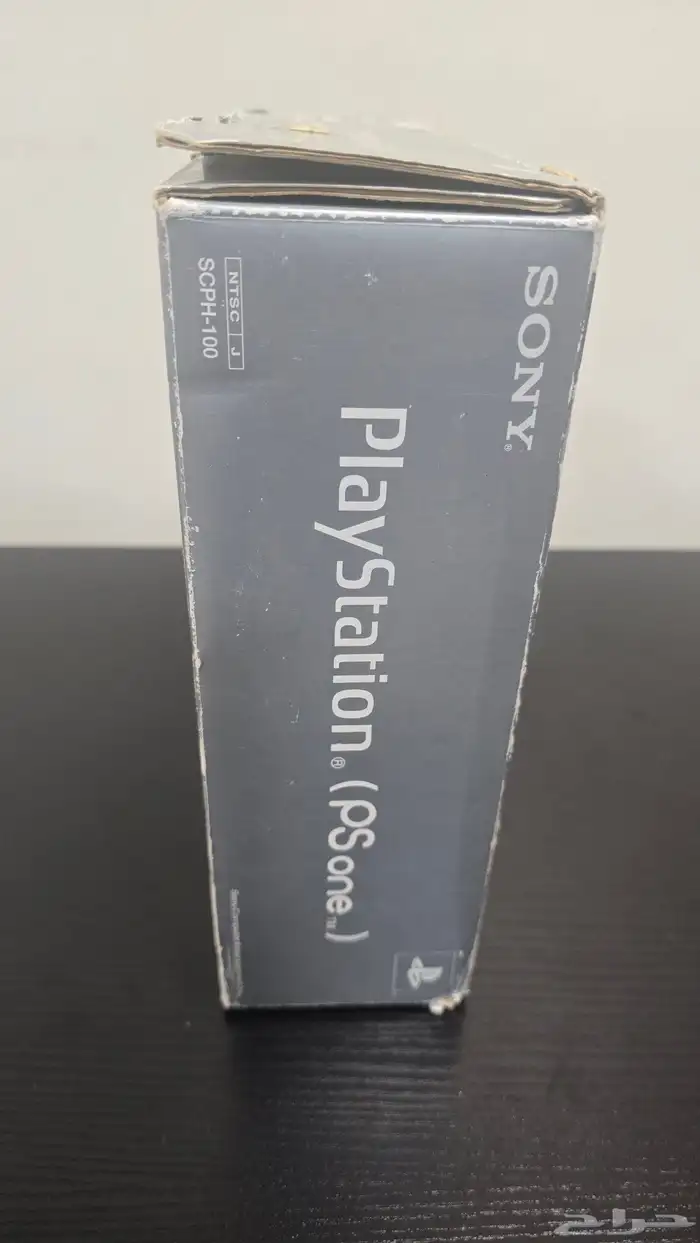 SONY®
NTSC J
SCPH-100
PlayStation® (PSone™)
حراج